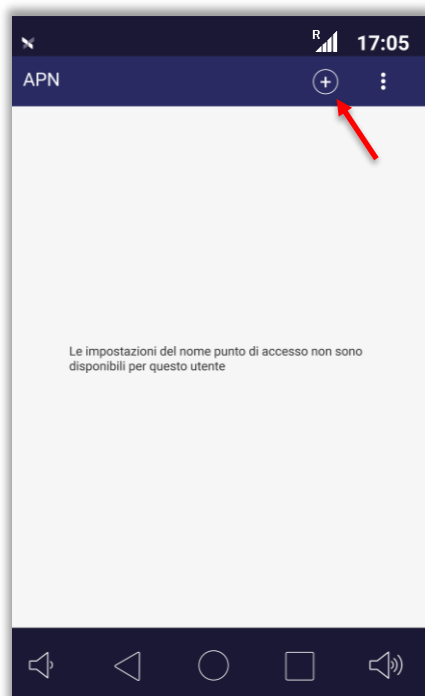 R
17:05
APN
Le impostazioni del nome punto di accesso non sono
disponibili per questo utente